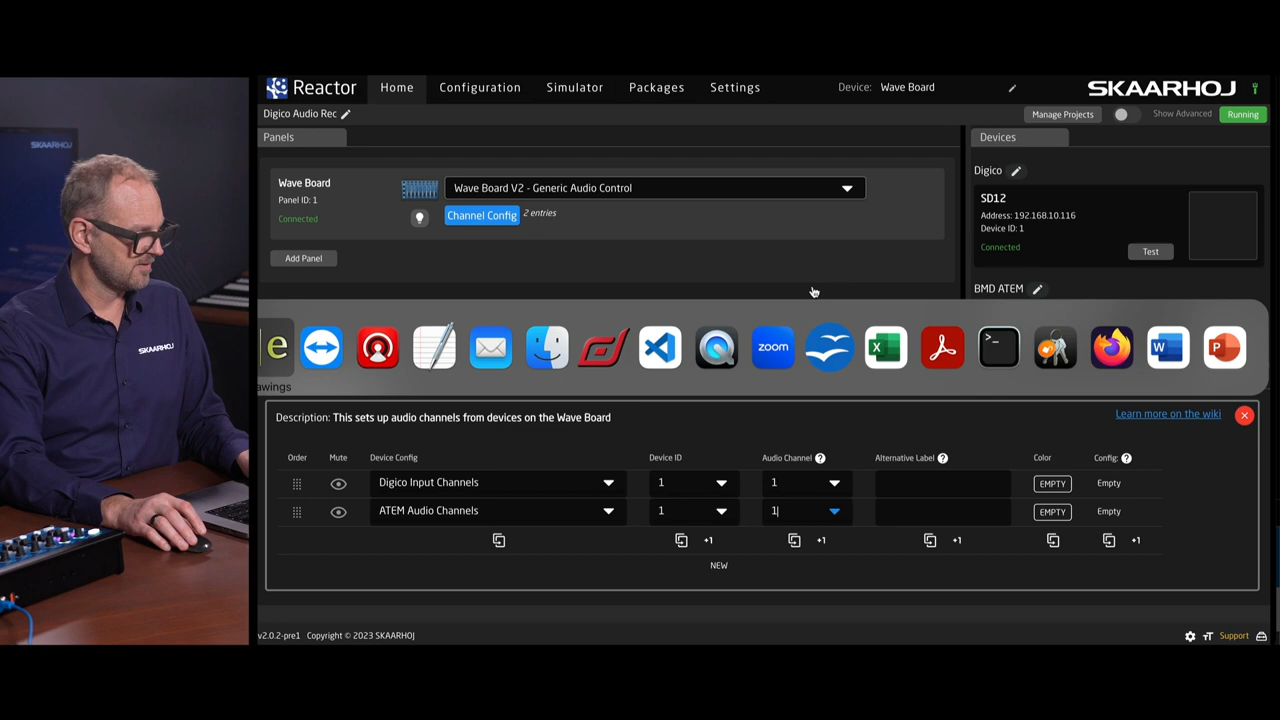 Reactor Home Configuration Simulator Packages Settings Device: Wave Board SKAARHOJ
Digico Audio Rec Manage Projects Show Advanced Running
Panels Devices
SKAARHOJ
Digico
Wave Board Wave Board V2 - Generic Audio Control
Panel ID: 1 SD12
Connected Channel Config 2 entries Address: 192.168.10.116
Device ID: 1
Connected Test
Add Panel
BMD ATEM
SKAARHOJ
e zoom X >_ W P
awings
Description: This sets up audio channels from devices on the Wave Board Learn more on the wiki
Order Mute Device Config Device ID Audio Channel ? Alternative Label ? Color Config: ?
Digico Input Channels 1 1 EMPTY Empty
ATEM Audio Channels 1 1 EMPTY Empty
+1 +1 +1 +1
NEW
v2.0.2-pre1 Copyright © 2023 SKAARHOJ Support